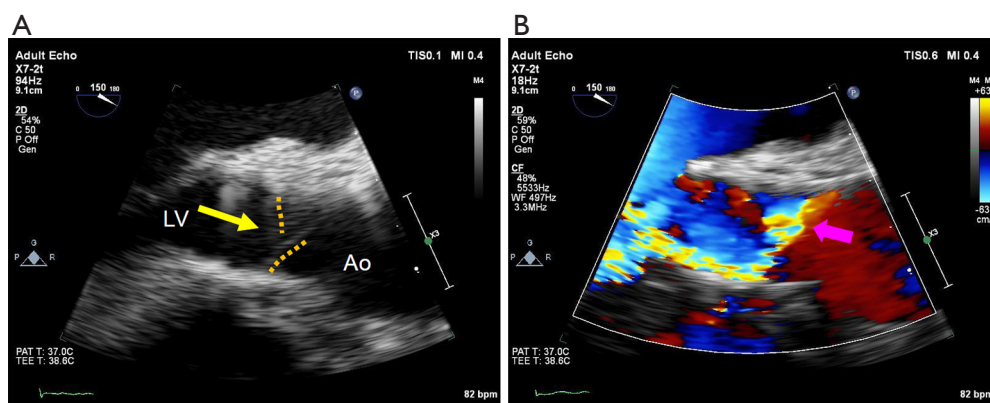 A
Adult Echo
X7-2t
94Hz
9.1cm
2D
54%
C 50
P Off
Gen
0 150 180
TIS0.1 MI 0.4
M4
P
LV
Ao
X3
G
P R
PAT T: 37.0C
TEE T: 38.6C
82 bpm
B
Adult Echo
X7-2t
18Hz
9.1cm
2D
59%
C 50
P Off
Gen
CF
48%
5533Hz
WF 497Hz
3.3MHz
0 150 180
TIS0.6 MI 0.4
M4
+63
-63
cm/
P
X3
G
P R
PAT T: 37.0C
TEE T: 38.6C
82 bpm